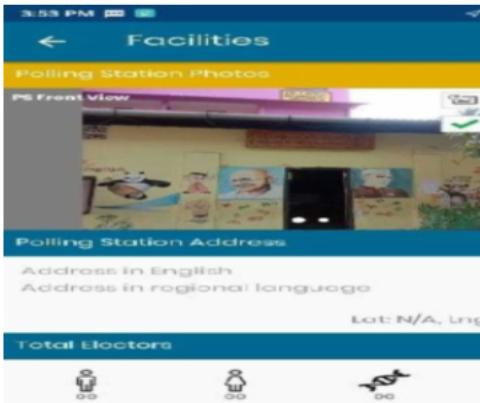 3:53 PM
Facilities
Polling Station Photos
PS Front View
Polling Station Address
Address in English
Address in regional language
Lat: N/A, Lng
Total Electors
00
00
00